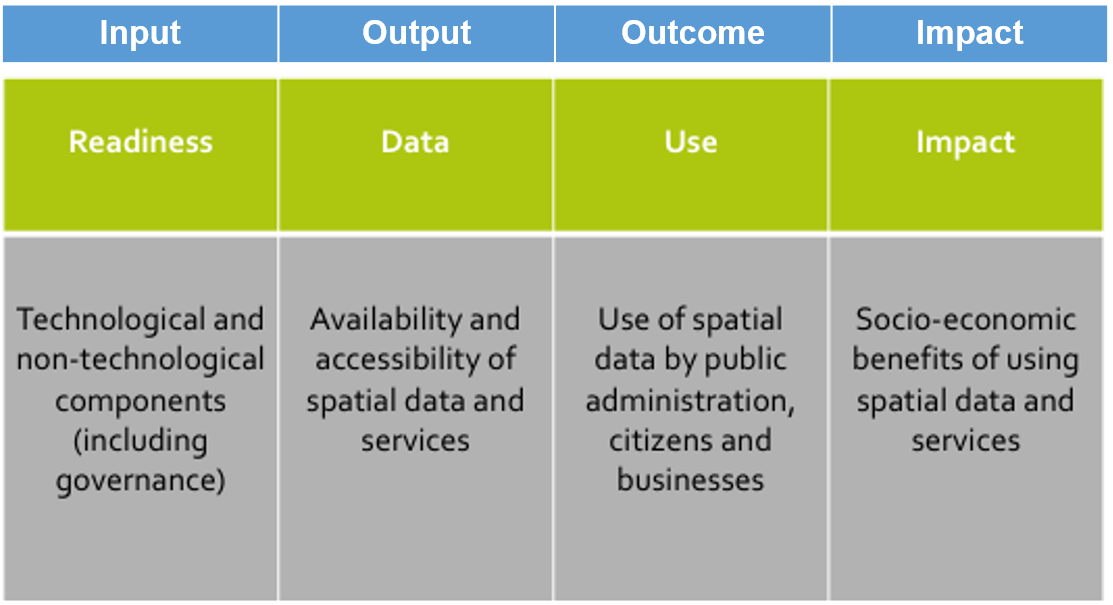 Input
Output
Outcome
Impact
Readiness
Data
Use
Impact
Technological and
non-technological
components
(including
governance)
Availability and
accessibility of
spatial data and
services
Use of spatial
data by public
administration,
citizens and
businesses
Socio-economic
benefits of using
spatial data and
services